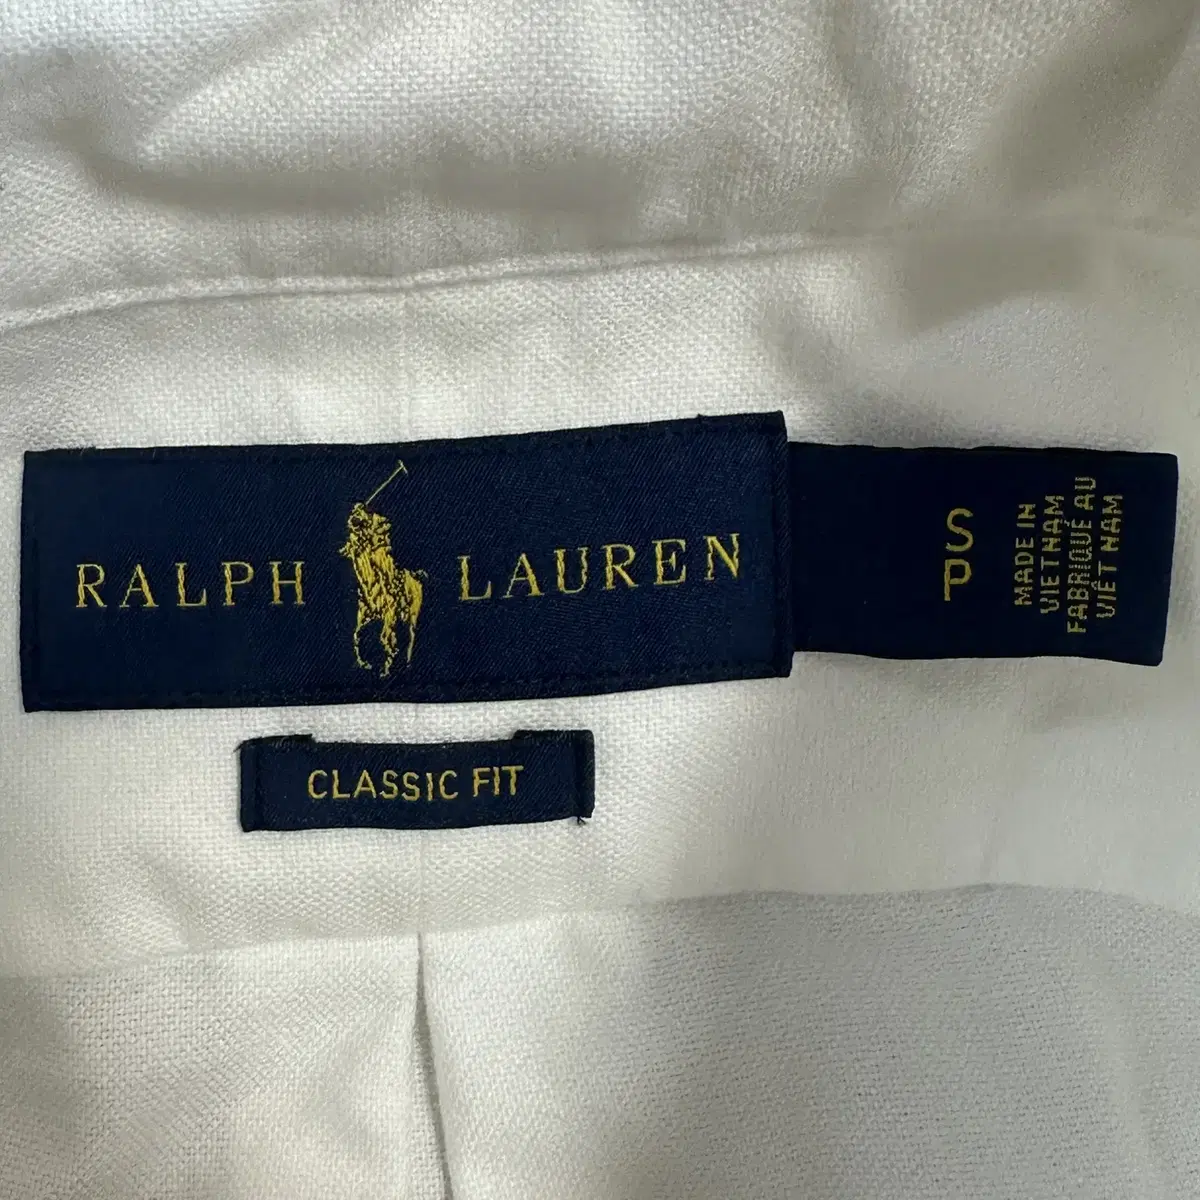 RALPH LAUREN
CLASSIC FIT
S
P
MADE IN
VIETNAM
FABRIQUÉ AU
VIÊT NAM